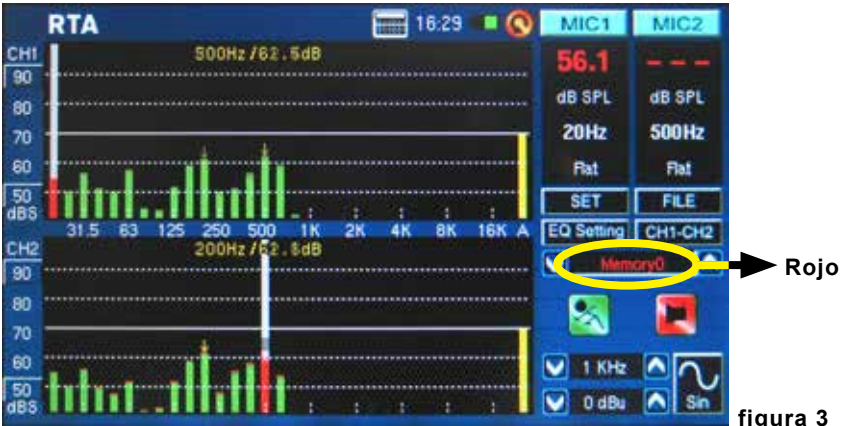 RTA 16:29 MIC1 MIC2
CH1 500Hz/62.5dB
90
80
70
60
50
dBS
31.5 63 125 250 500 1K 2K 4K 8K 16K A
CH2 200Hz/62.8dB
90
80
70
60
50
dBS
56.1 - - -
dB SPL dB SPL
20Hz 500Hz
Flat Flat
SET FILE
EQ Setting CH1-CH2
Memory0
Rojo
1 KHz
0 dBu Sin
figura 3